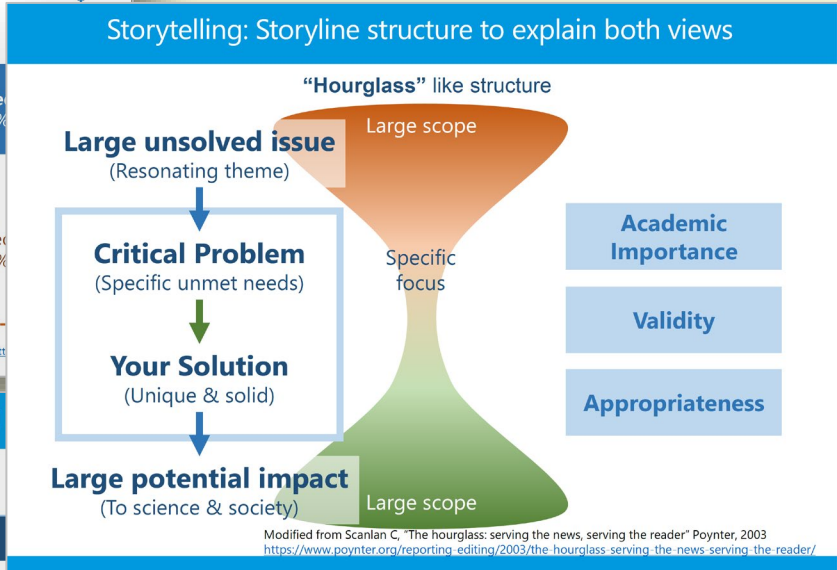 Storytelling: Storyline structure to explain both views
“Hourglass” like structure
Large unsolved issue
(Resonating theme)
Critical Problem
(Specific unmet needs)
Your Solution
(Unique & solid)
Large potential impact
(To science & society)
Large scope
Specific
focus
Large scope
Academic
Importance
Validity
Appropriateness
Modified from Scanlan C, “The hourglass: serving the news, serving the reader” Poynter, 2003
https://www.poynter.org/reporting-editing/2003/the-hourglass-serving-the-news-serving-the-reader/